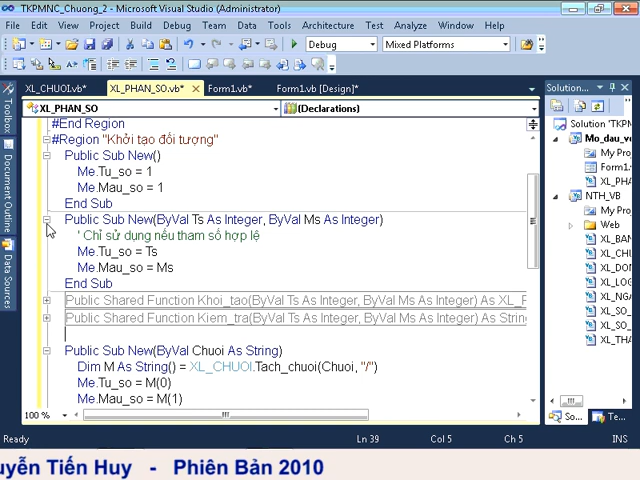 TKPMNC_Chuong_2 - Microsoft Visual Studio (Administrator)
File Edit View Project Build Debug Team Data Tools Architecture Test Analyze Window Help
Debug Mixed Platforms
XL_CHUOI.vb* XL_PHAN_SO.vb* Form1.vb* Form1.vb [Design]*
Solution...
XL_PHAN_SO (Declarations)
Toolbox
Document Outline
Data Sources
#End Region
#Region "Khởi tạo đối tượng"
Public Sub New()
Me.Tu_so = 1
Me.Mau_so = 1
End Sub
Public Sub New(ByVal Ts As Integer, ByVal Ms As Integer)
' Chỉ sử dụng nếu tham số hợp lệ
Me.Tu_so = Ts
Me.Mau_so = Ms
End Sub
Public Shared Function Khoi_tao(ByVal Ts As Integer, ByVal Ms As Integer) As XL_P
Public Shared Function Kiem_tra(ByVal Ts As Integer, ByVal Ms As Integer) As String
Public Sub New(ByVal Chuoi As String)
Dim M As String() = XL_CHUOI.Tach_chuoi(Chuoi, "/")
Me.Tu_so = M(0)
Me.Mau_so = M(1)
100 %
Solution 'TKP
Mo_dau_v
My Proj
Form1.
XL_PHA
NTH_VB
My Proj
Web
XL_BAN
XL_CHU
XL_DON
XL_LOG
XL_NGA
XL_SO_
XL_SO_
XL_THA
So... Te...
Ready Ln 39 Col 5 Ch 5 INS
uyễn Tiến Huy - Phiên Bản 2010